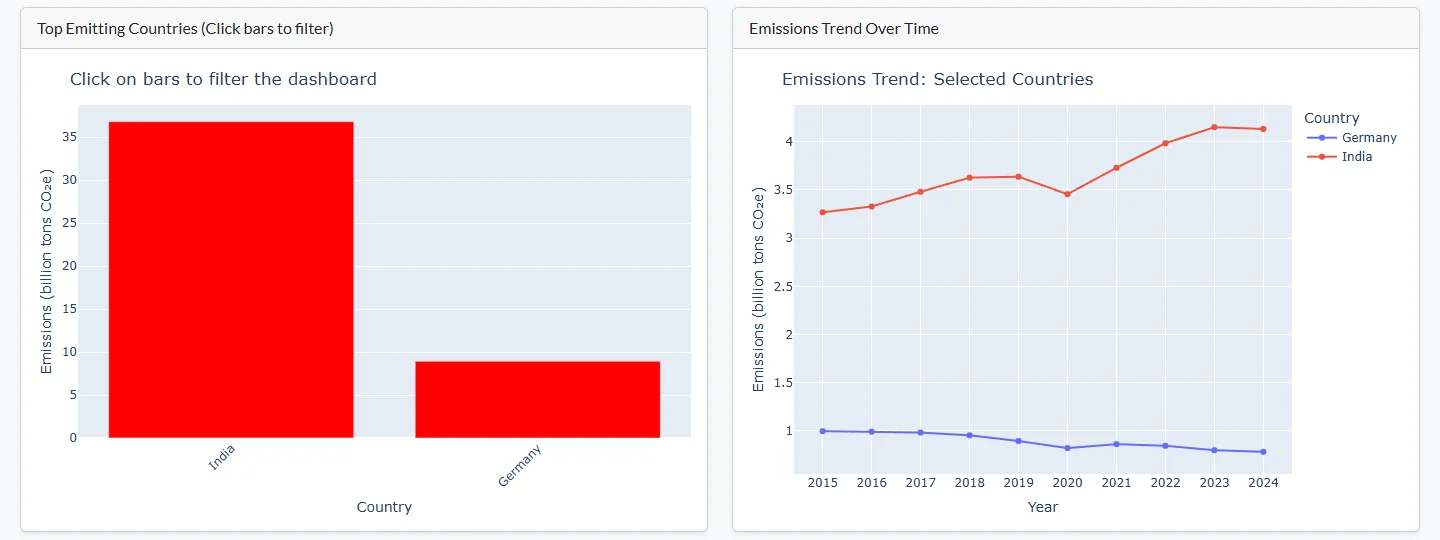 Top Emitting Countries (Click bars to filter)
Click on bars to filter the dashboard
Emissions (billion tons CO₂e)
35
30
25
20
15
10
5
0
India
Germany
Country
Emissions Trend Over Time
Emissions Trend: Selected Countries
Emissions (billion tons CO₂e)
4
3.5
3
2.5
2
1.5
1
2015 2016 2017 2018 2019 2020 2021 2022 2023 2024
Year
Country
Germany
India